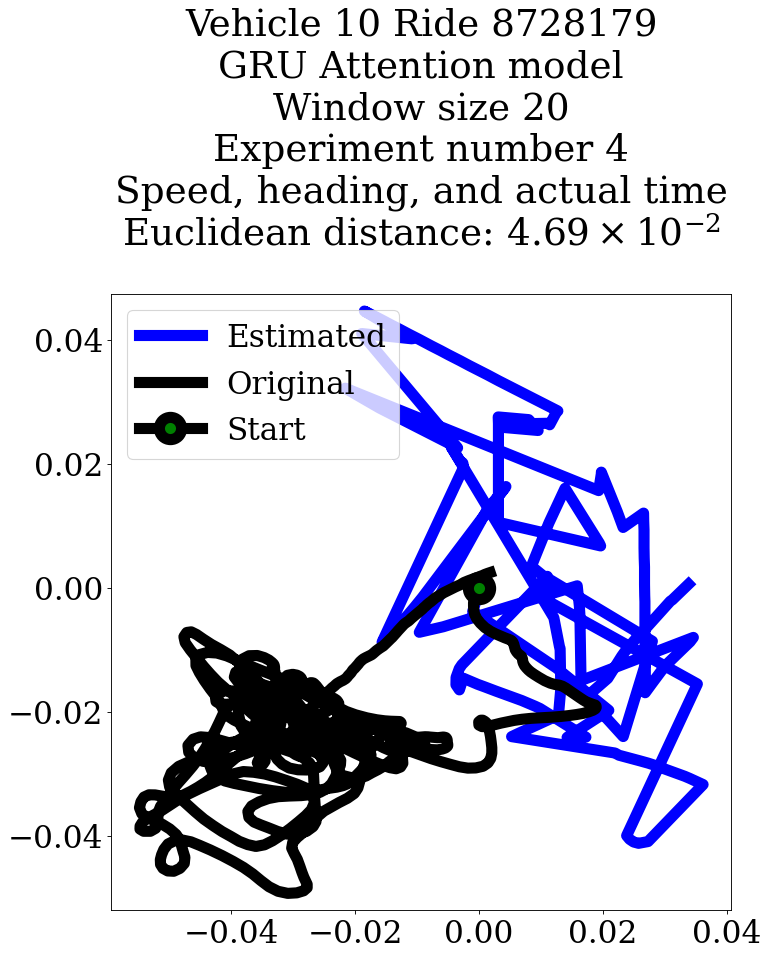 Vehicle 10 Ride 8728179
GRU Attention model
Window size 20
Experiment number 4
Speed, heading, and actual time
Euclidean distance: 4.69 × 10⁻²
Estimated
Original
Start
0.04
0.02
0.00
−0.02
−0.04
−0.04 −0.02 0.00 0.02 0.04